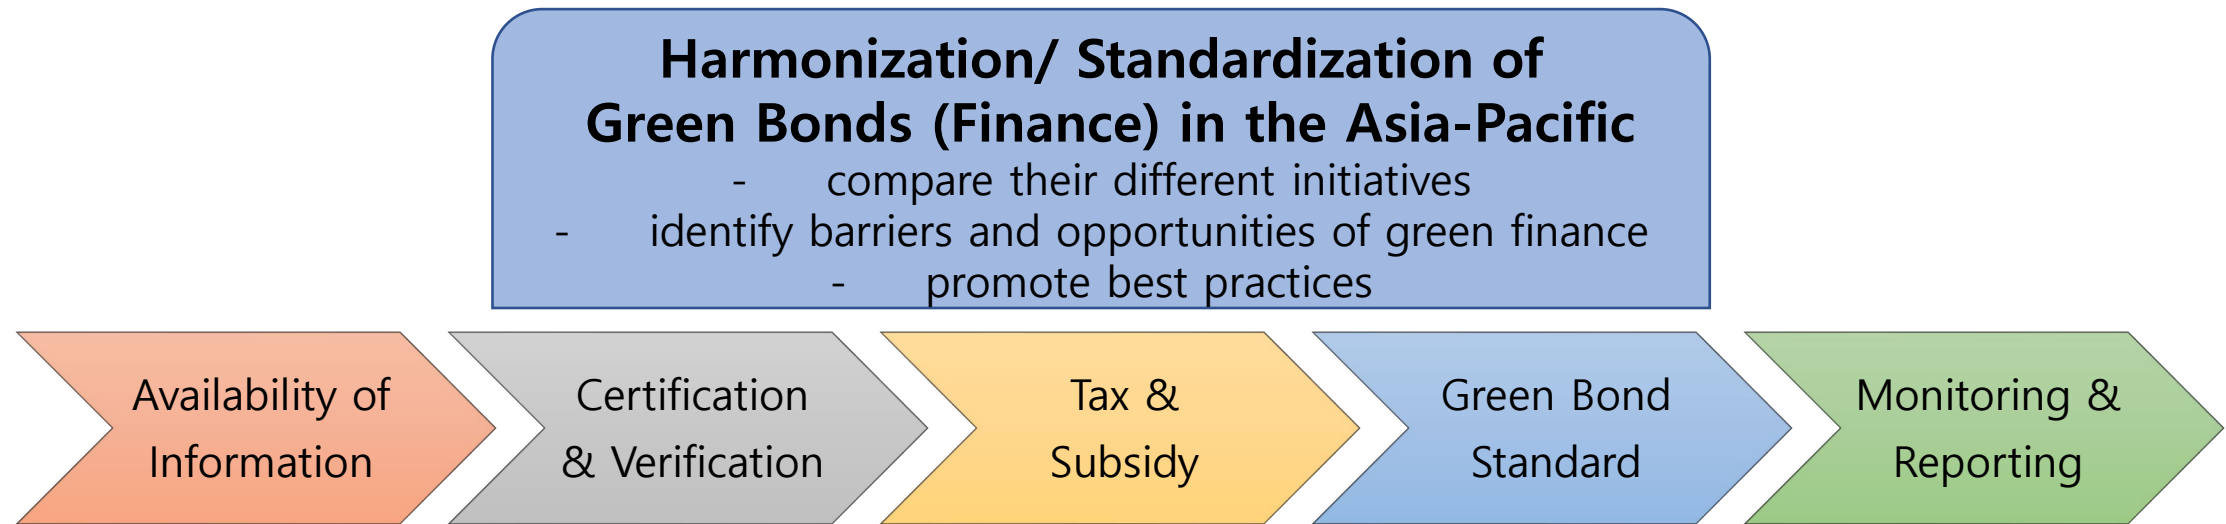 Harmonization/ Standardization of
Green Bonds (Finance) in the Asia-Pacific
- compare their different initiatives
- identify barriers and opportunities of green finance
- promote best practices
Availability of
Information
Certification
& Verification
Tax &
Subsidy
Green Bond
Standard
Monitoring &
Reporting